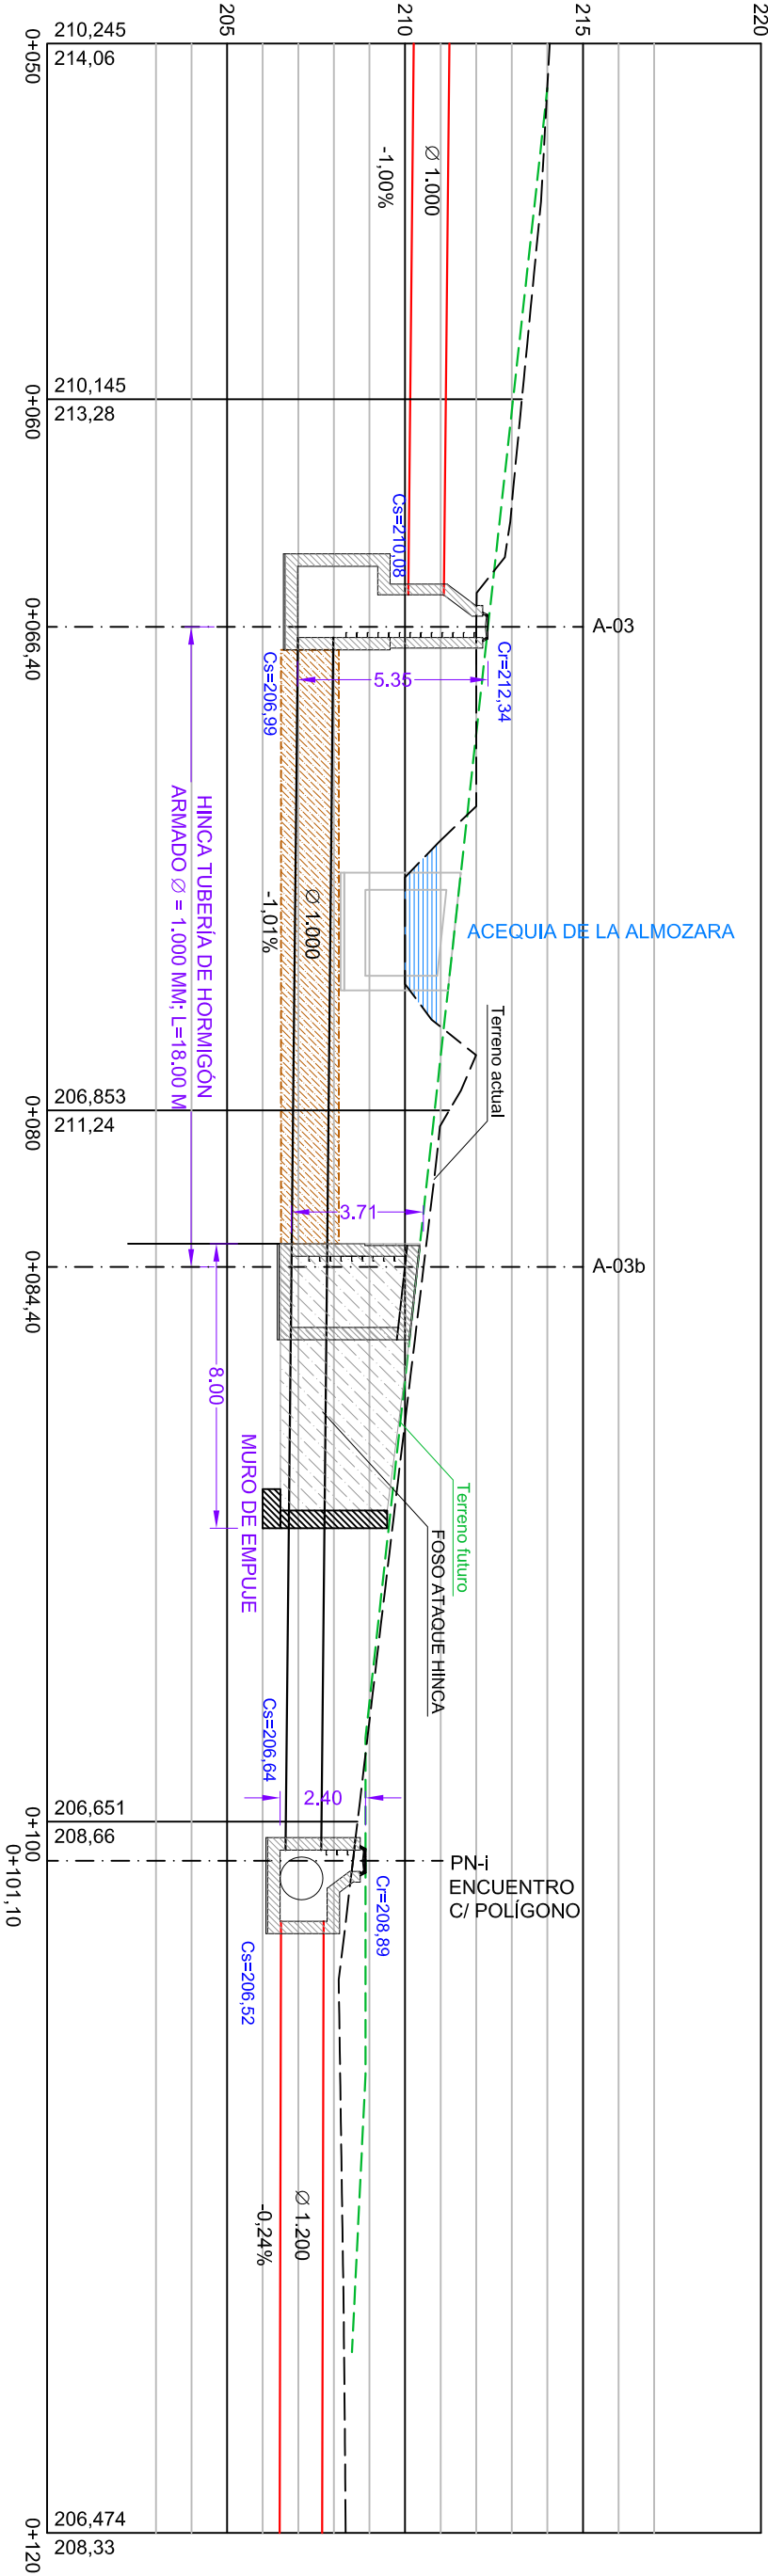 220
215
210
205
210,245
214,06
0+050
Ø 1.000
-1,00%
210,145
213,28
0+060
Cs=210,08
A-03
0+066,40
Cr=212,34
5.35
Cs=206,99
HINCA TUBERÍA DE HORMIGÓN
ARMADO Ø = 1.000 MM; L=18.00 M
Ø 1.000
-1,01%
ACEQUIA DE LA ALMOZARA
Terreno actual
206,853
211,24
0+080
3.71
A-03b
0+084,40
8.00
MURO DE EMPUJE
Terreno futuro
FOSO ATAQUE HINCA
Cs=206,64
2.40
206,651
208,66
0+100
0+101,10
PN-i
ENCUENTRO
C/ POLÍGONO
Cr=208,89
Cs=206,52
Ø 1.200
-0,24%
206,474
208,33
0+120